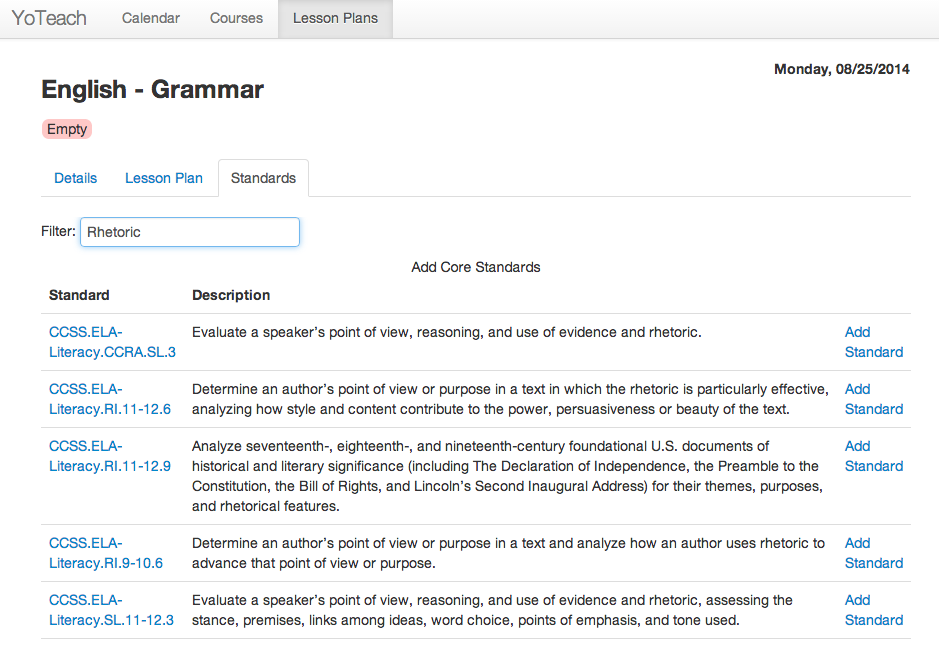 YoTeach Calendar Courses Lesson Plans
Monday, 08/25/2014
English - Grammar
Empty
Details Lesson Plan Standards
Filter: Rhetoric
Add Core Standards
Standard Description
CCSS.ELA- Evaluate a speaker’s point of view, reasoning, and use of evidence and rhetoric. Add
Literacy.CCRA.SL.3 Standard
CCSS.ELA- Determine an author’s point of view or purpose in a text in which the rhetoric is particularly effective, Add
Literacy.RI.11-12.6 analyzing how style and content contribute to the power, persuasiveness or beauty of the text. Standard
CCSS.ELA- Analyze seventeenth-, eighteenth-, and nineteenth-century foundational U.S. documents of Add
Literacy.RI.11-12.9 historical and literary significance (including The Declaration of Independence, the Preamble to the Standard
Constitution, the Bill of Rights, and Lincoln’s Second Inaugural Address) for their themes, purposes,
and rhetorical features.
CCSS.ELA- Determine an author’s point of view or purpose in a text and analyze how an author uses rhetoric to Add
Literacy.RI.9-10.6 advance that point of view or purpose. Standard
CCSS.ELA- Evaluate a speaker’s point of view, reasoning, and use of evidence and rhetoric, assessing the Add
Literacy.SL.11-12.3 stance, premises, links among ideas, word choice, points of emphasis, and tone used. Standard